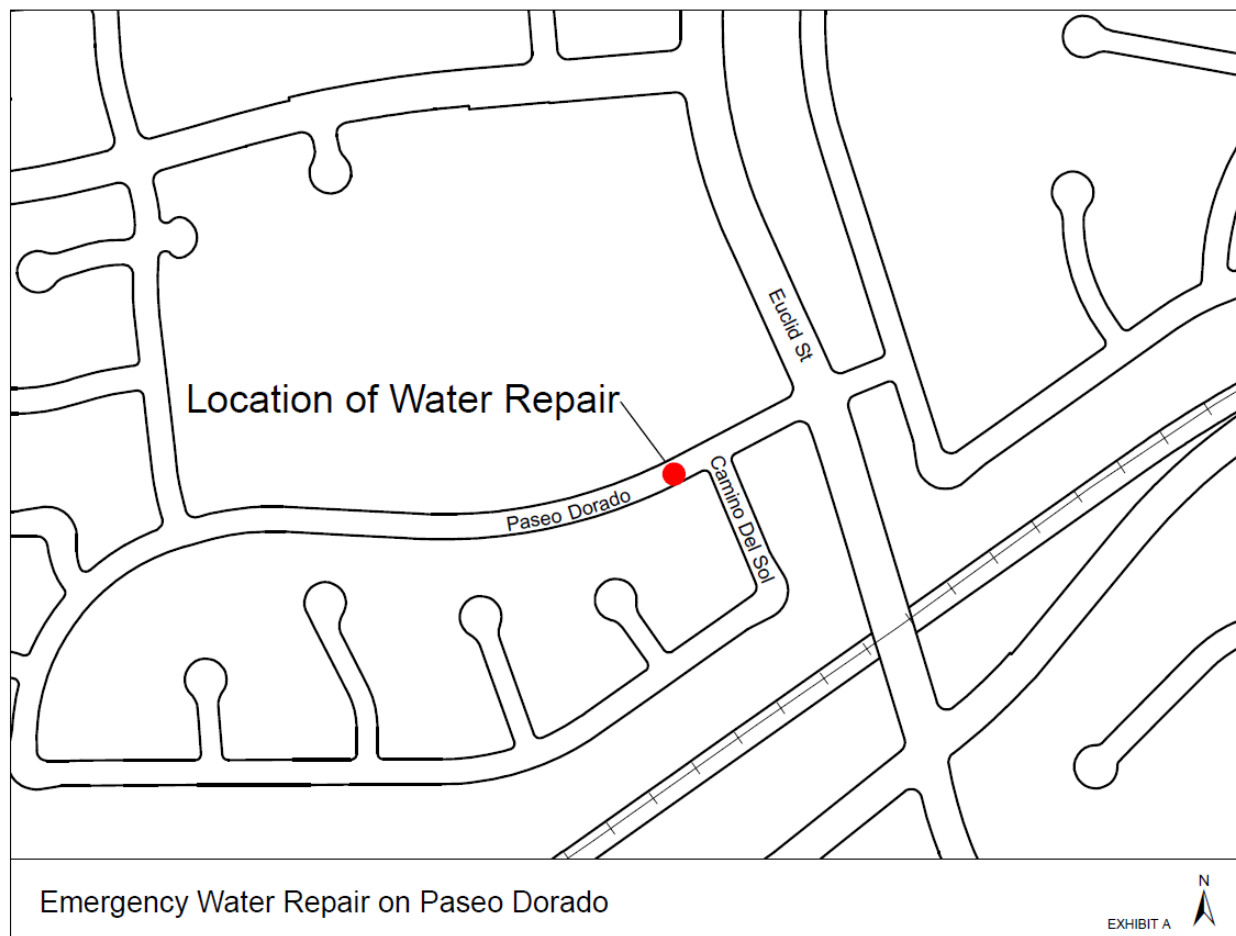 Euclid St
Location of Water Repair
Camino Del Sol
Paseo Dorado
Emergency Water Repair on Paseo Dorado
EXHIBIT A
N